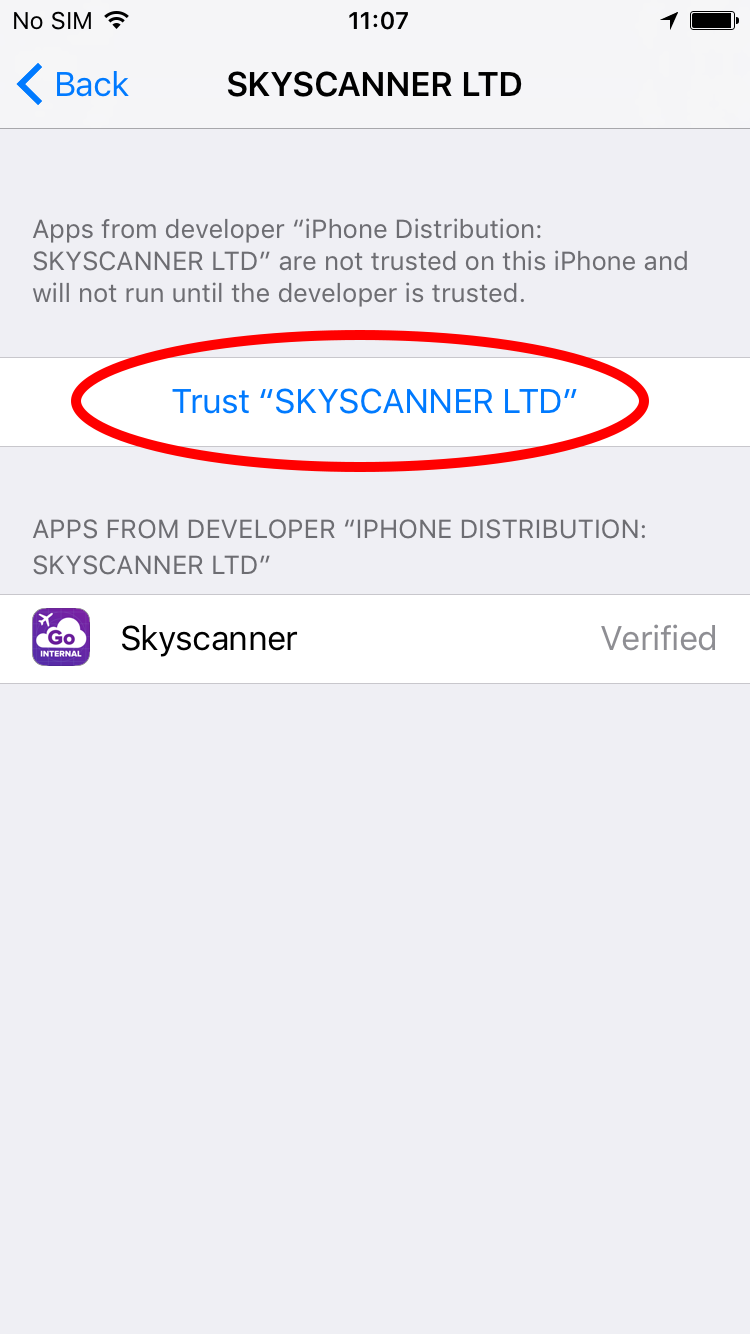 No SIM 11:07
Back SKYSCANNER LTD
Apps from developer “iPhone Distribution:
SKYSCANNER LTD” are not trusted on this iPhone and
will not run until the developer is trusted.
Trust “SKYSCANNER LTD”
APPS FROM DEVELOPER “IPHONE DISTRIBUTION:
SKYSCANNER LTD”
Go
INTERNAL
Skyscanner Verified